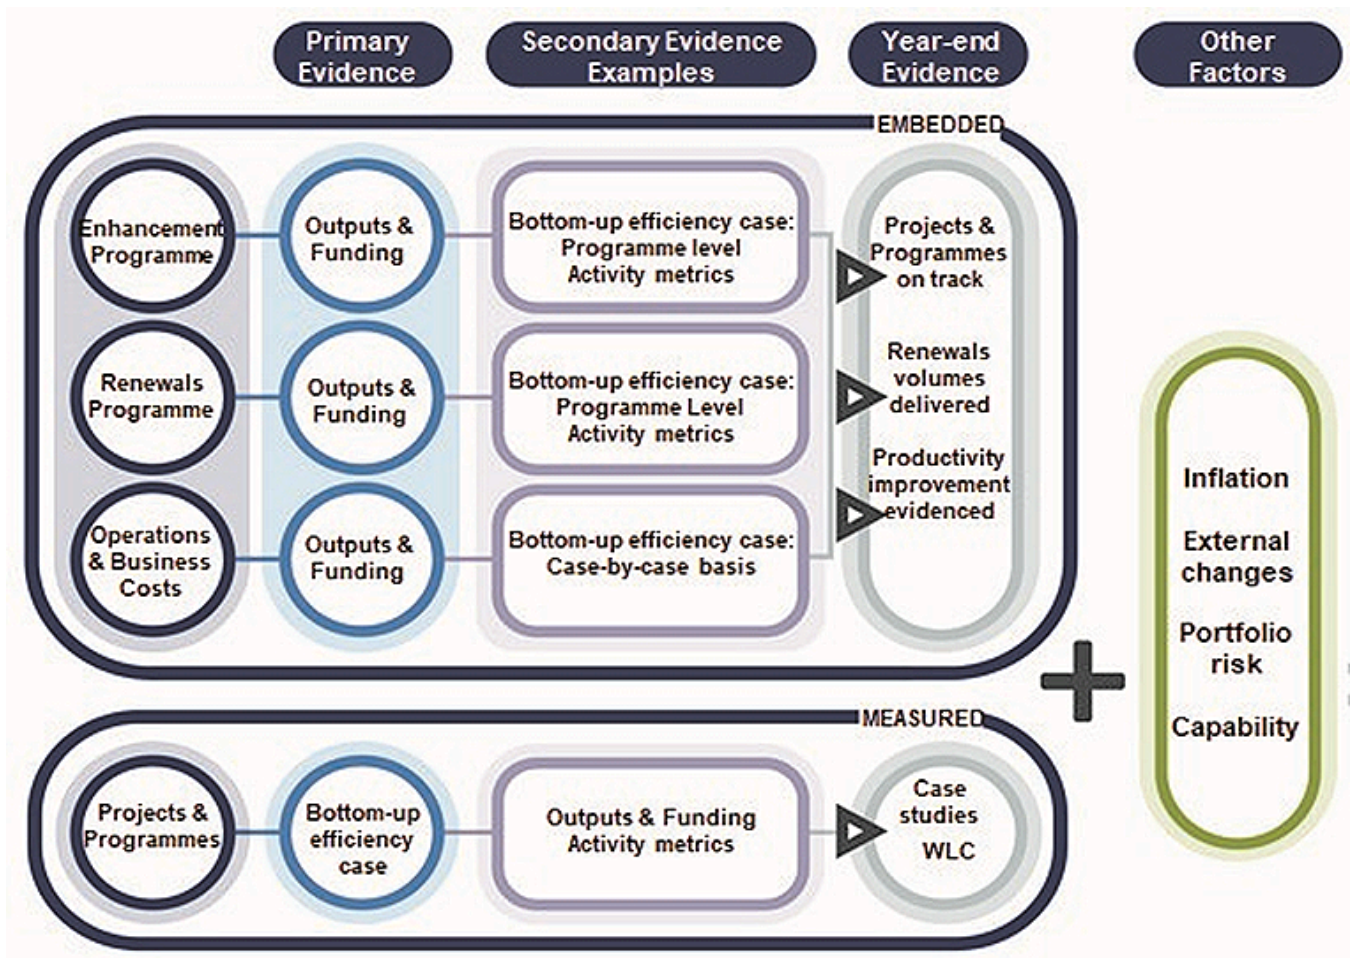 Primary
Evidence
Secondary Evidence
Examples
Year-end
Evidence
Other
Factors
EMBEDDED
Enhancement
Programme
Outputs &
Funding
Bottom-up efficiency case:
Programme level
Activity metrics
Projects &
Programmes
on track
Renewals
Programme
Outputs &
Funding
Bottom-up efficiency case:
Programme Level
Activity metrics
Renewals
volumes
delivered
Operations
& Business
Costs
Outputs &
Funding
Bottom-up efficiency case:
Case-by-case basis
Productivity
improvement
evidenced
MEASURED
Projects &
Programmes
Bottom-up
efficiency
case
Outputs & Funding
Activity metrics
Case
studies
WLC
Inflation
External
changes
Portfolio
risk
Capability